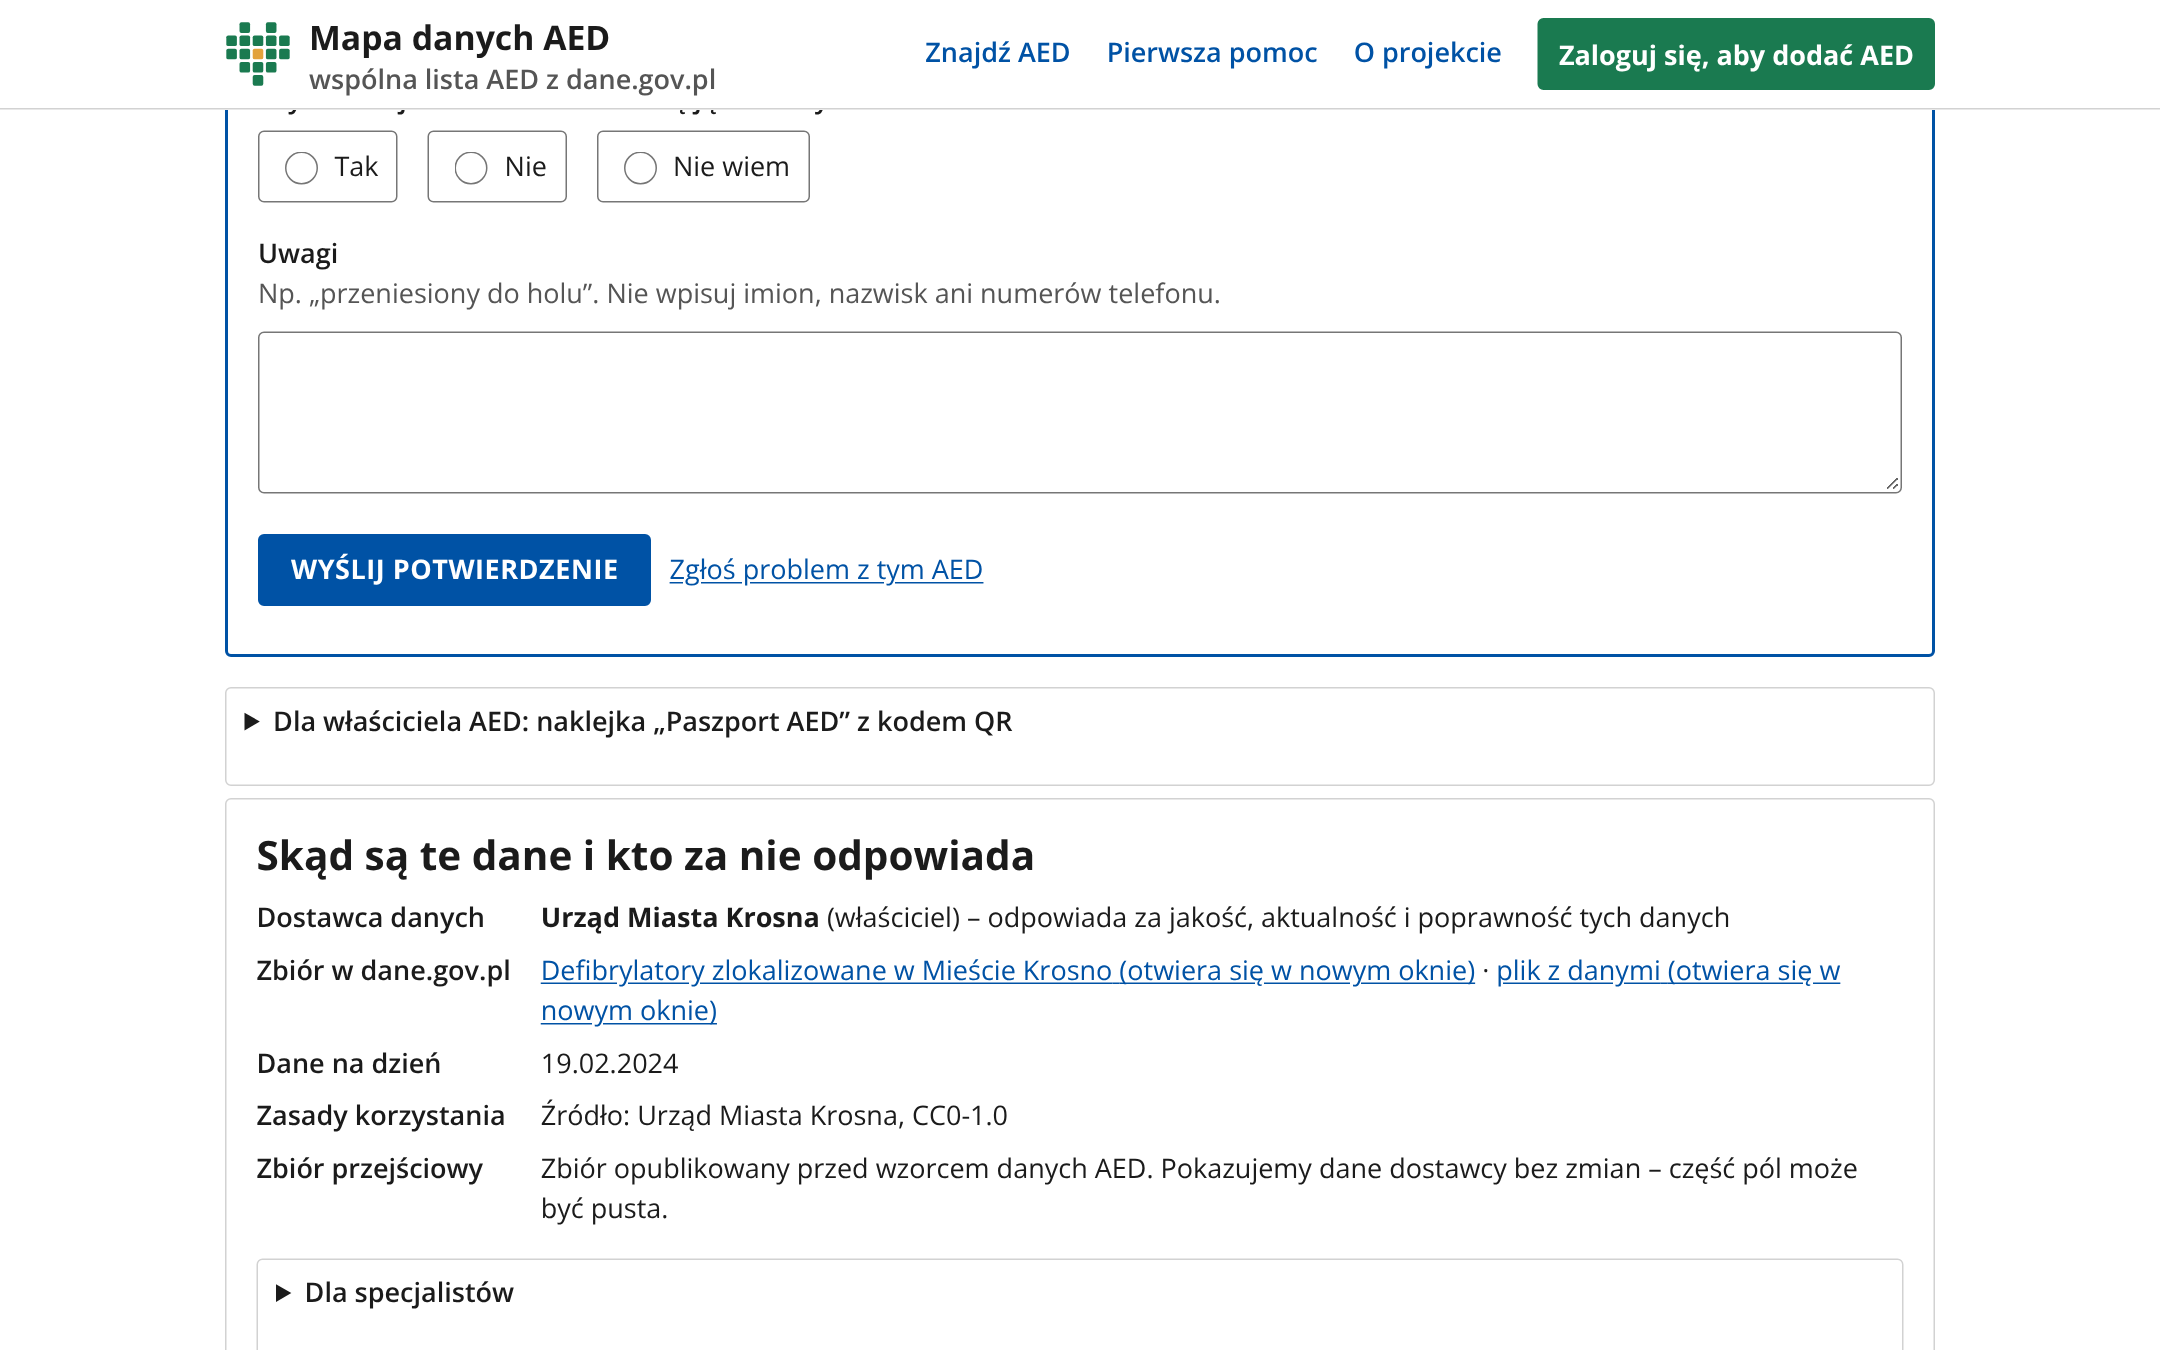 Mapa danych AED
wspólna lista AED z dane.gov.pl
Znajdź AED
Pierwsza pomoc
O projekcie
Zaloguj się, aby dodać AED
Tak
Nie
Nie wiem
Uwagi
Np. „przeniesiony do holu”. Nie wpisuj imion, nazwisk ani numerów telefonu.
WYŚLIJ POTWIERDZENIE
Zgłoś problem z tym AED
Dla właściciela AED: naklejka „Paszport AED” z kodem QR
Skąd są te dane i kto za nie odpowiada
Dostawca danych
Urząd Miasta Krosna (właściciel) – odpowiada za jakość, aktualność i poprawność tych danych
Zbiór w dane.gov.pl
Defibrylatory zlokalizowane w Mieście Krosno (otwiera się w nowym oknie) · plik z danymi (otwiera się w
nowym oknie)
Dane na dzień
19.02.2024
Zasady korzystania
Źródło: Urząd Miasta Krosna, CC0-1.0
Zbiór przejściowy
Zbiór opublikowany przed wzorcem danych AED. Pokazujemy dane dostawcy bez zmian – część pól może
być pusta.
Dla specjalistów